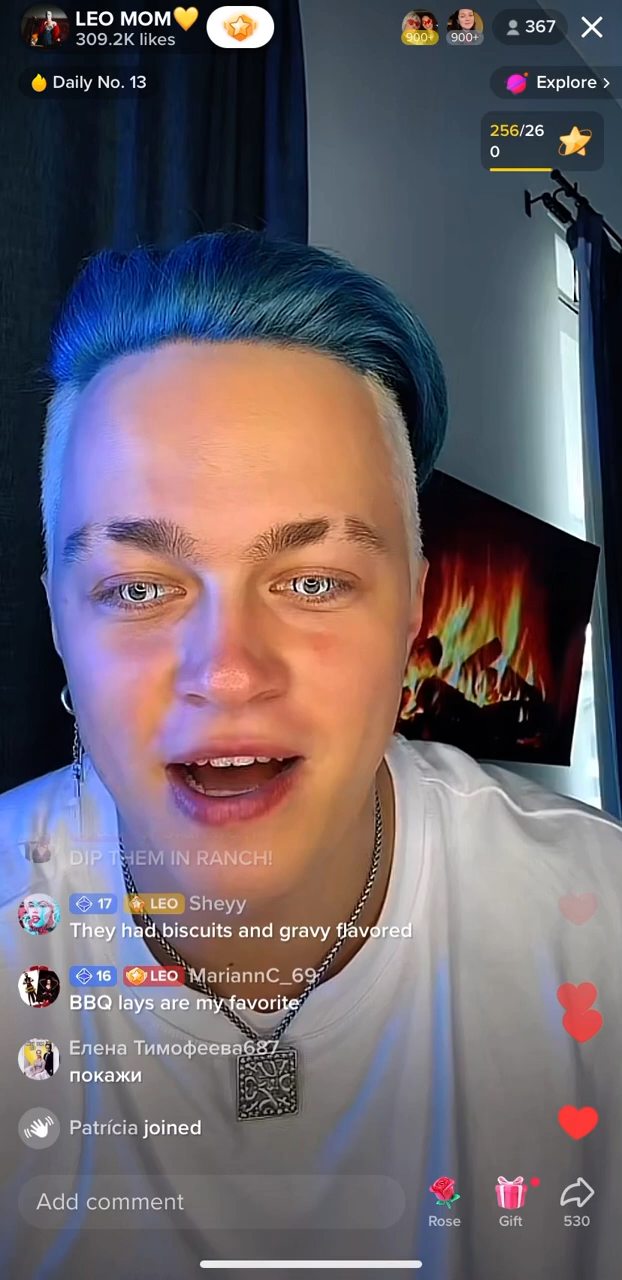 LEO MOM💛
309.2K likes
900+
900+
367
Daily No. 13
Explore >
256/26
0
DIP THEM IN RANCH!
17 LEO Sheyy
They had biscuits and gravy flavored
16 LEO MariannC_69
BBQ lays are my favorite
Елена Тимофеева687
покажи
Patrícia joined
Add comment
Rose
Gift
530